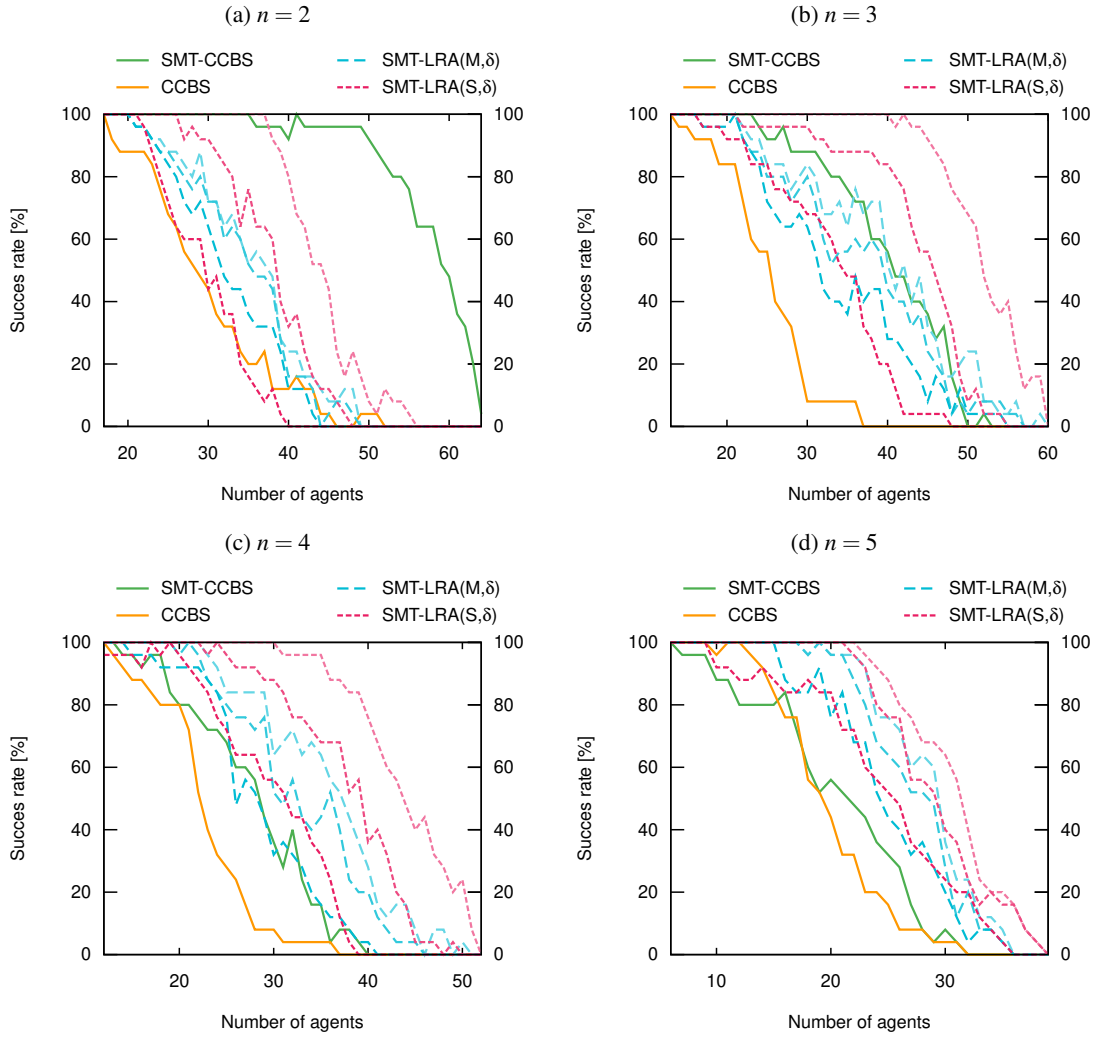 (a) n = 2
SMT-CCBS SMT-LRA(M,δ)
CCBS SMT-LRA(S,δ)
100 100
80 80
60 60
40 40
20 20
0 0
20 30 40 50 60
Succes rate [%]
Number of agents
(b) n = 3
SMT-CCBS SMT-LRA(M,δ)
CCBS SMT-LRA(S,δ)
100 100
80 80
60 60
40 40
20 20
0 0
20 30 40 50 60
Succes rate [%]
Number of agents
(c) n = 4
SMT-CCBS SMT-LRA(M,δ)
CCBS SMT-LRA(S,δ)
100 100
80 80
60 60
40 40
20 20
0 0
20 30 40 50
Succes rate [%]
Number of agents
(d) n = 5
SMT-CCBS SMT-LRA(M,δ)
CCBS SMT-LRA(S,δ)
100 100
80 80
60 60
40 40
20 20
0 0
10 20 30
Succes rate [%]
Number of agents